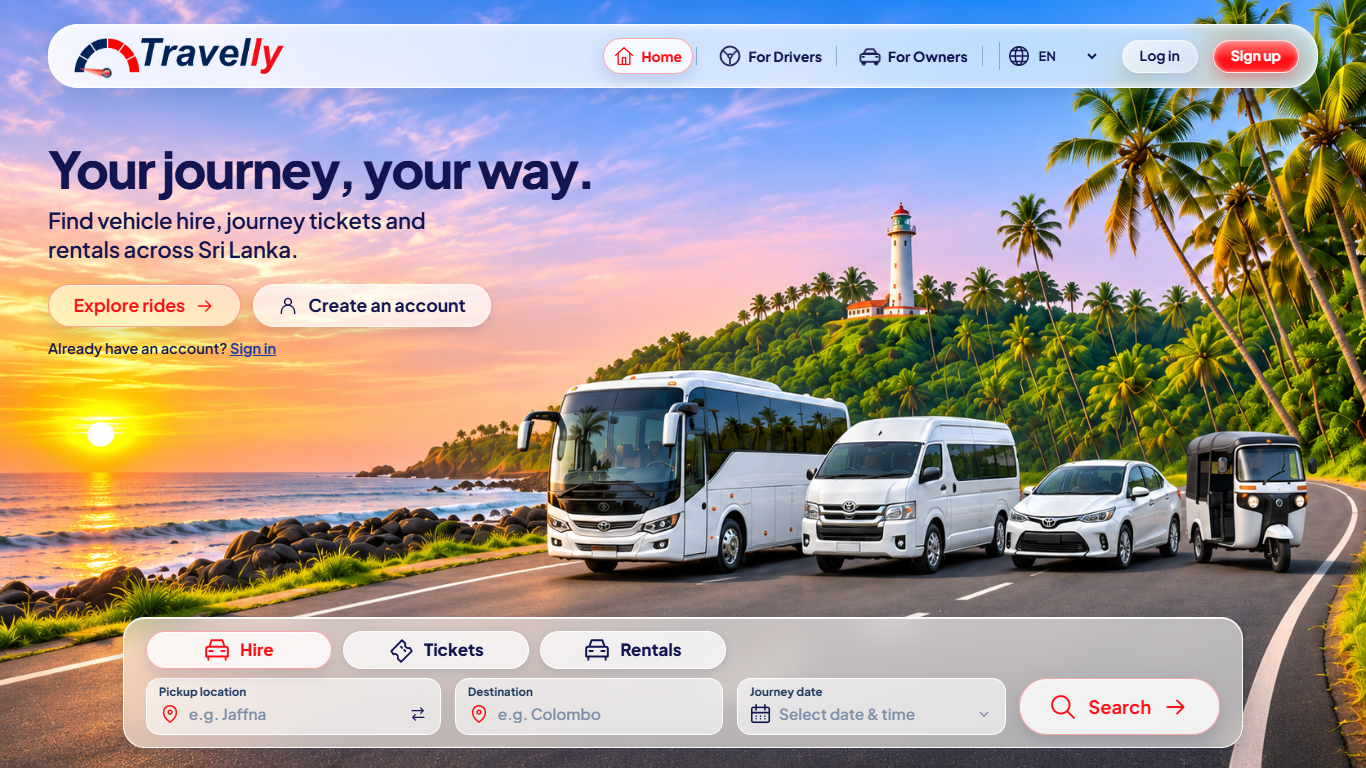 Travelly
Home
For Drivers
For Owners
EN
Log in
Sign up
Your journey, your way.
Find vehicle hire, journey tickets and
rentals across Sri Lanka.
Explore rides
Create an account
Already have an account? Sign in
Hire
Tickets
Rentals
Pickup location
e.g. Jaffna
Destination
e.g. Colombo
Journey date
Select date & time
Search